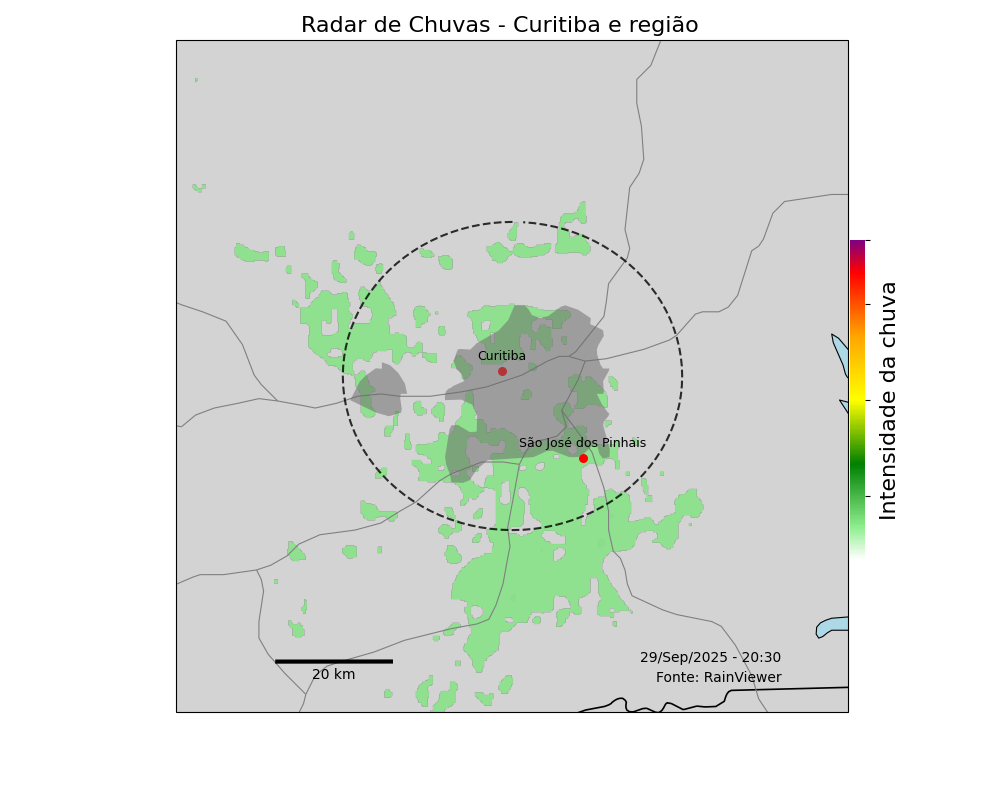 Radar de Chuvas - Curitiba e região
Curitiba
São José dos Pinhais
Intensidade da chuva
29/Sep/2025 - 20:30
Fonte: RainViewer
20 km